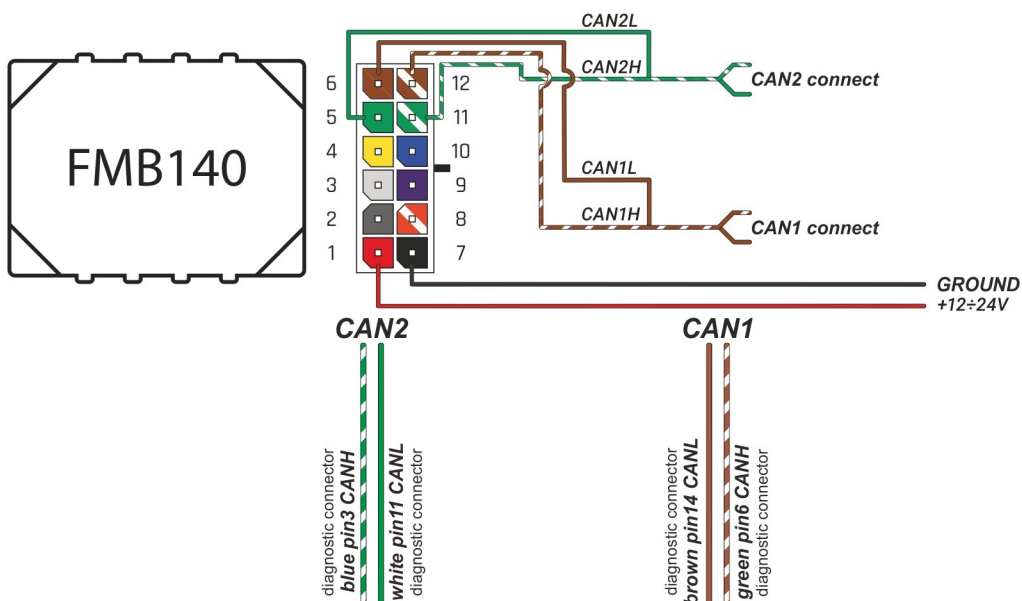 CAN2L
CAN2H
CAN2 connect
6 12
5 11
4 10
3 9
2 8
1 7
FMB140
CAN1L
CAN1H
CAN1 connect
GROUND
+12÷24V
CAN2
CAN1
diagnostic connector
blue pin3 CANH
white pin11 CANL
diagnostic connector
diagnostic connector
brown pin14 CANL
green pin6 CANH
diagnostic connector